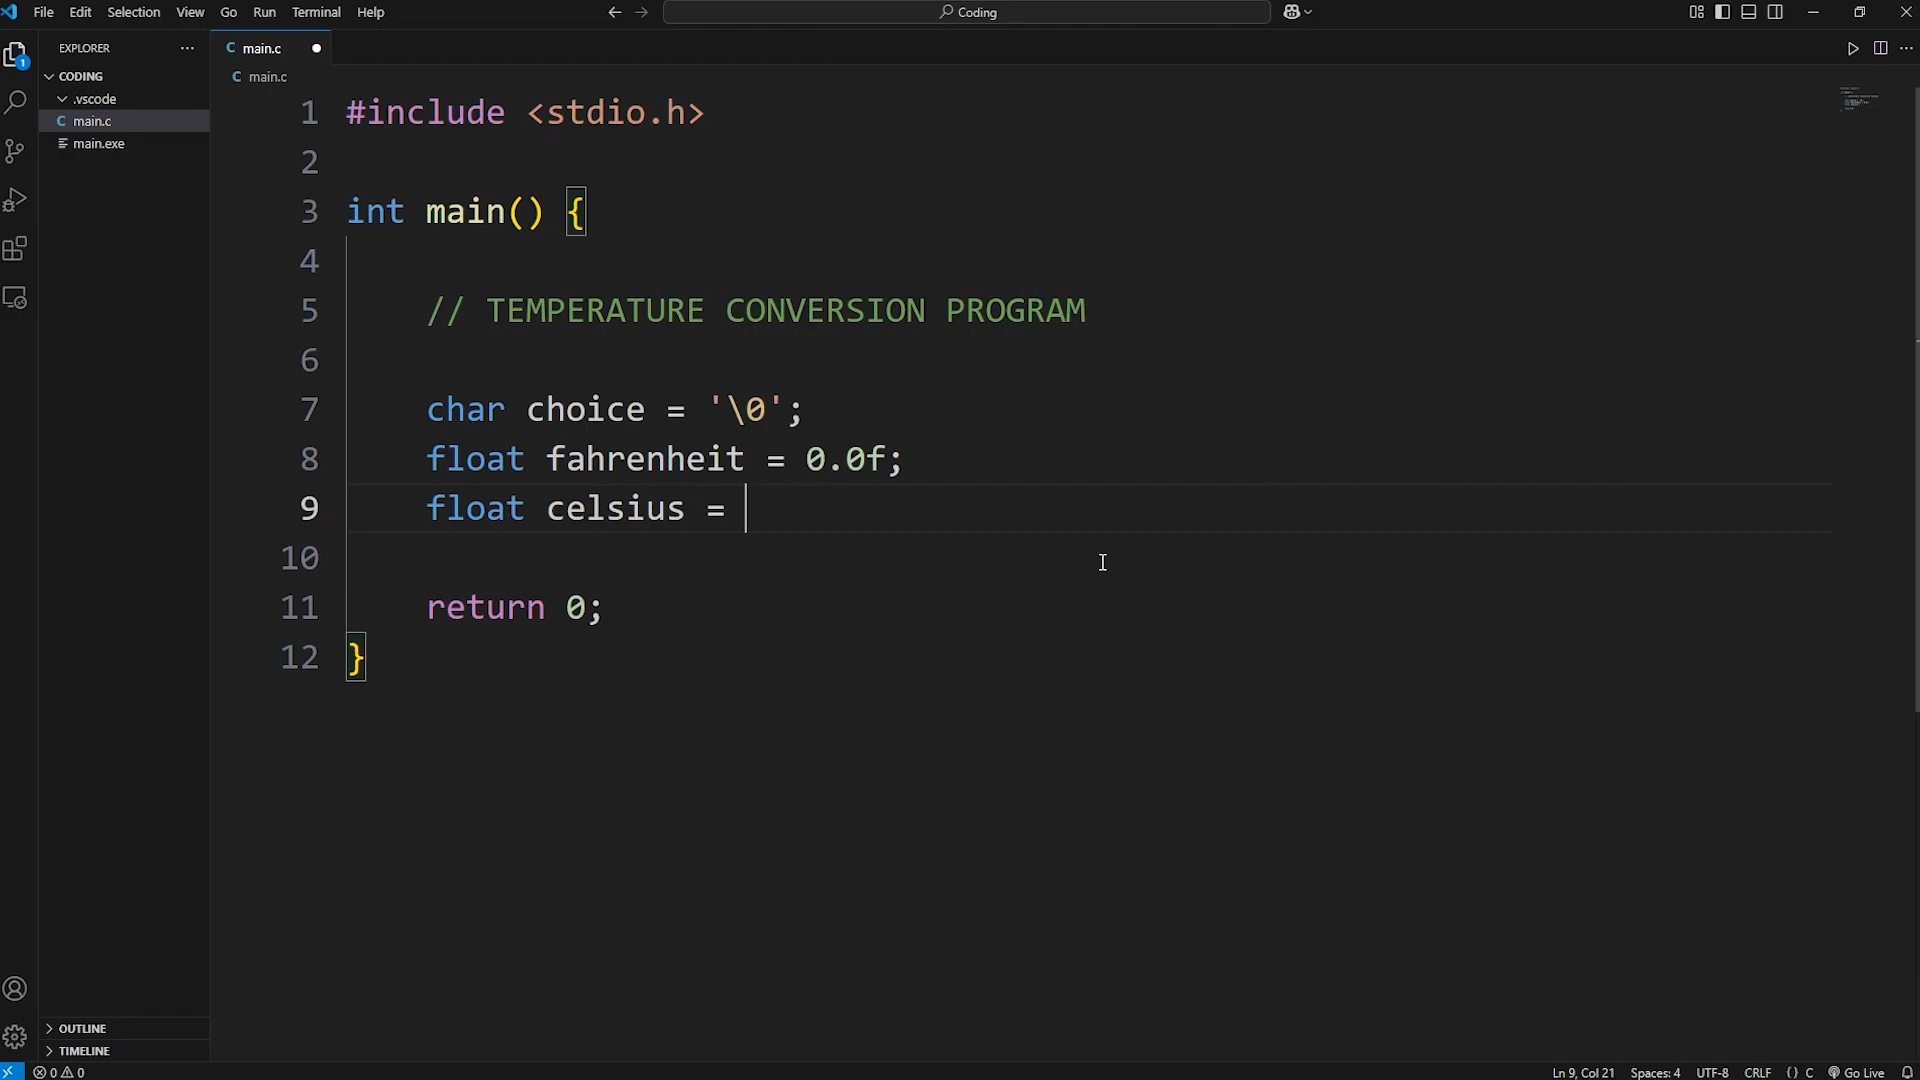 File Edit Selection View Go Run Terminal Help
Coding
EXPLORER
CODING
.vscode
C main.c
main.exe
1
OUTLINE
TIMELINE
C main.c
C main.c
1 #include <stdio.h>
2
3 int main() {
4
5 // TEMPERATURE CONVERSION PROGRAM
6
7 char choice = '\0';
8 float fahrenheit = 0.0f;
9 float celsius =
10
11 return 0;
12 }
0 0
Ln 9, Col 21 Spaces: 4 UTF-8 CRLF {} C Go Live